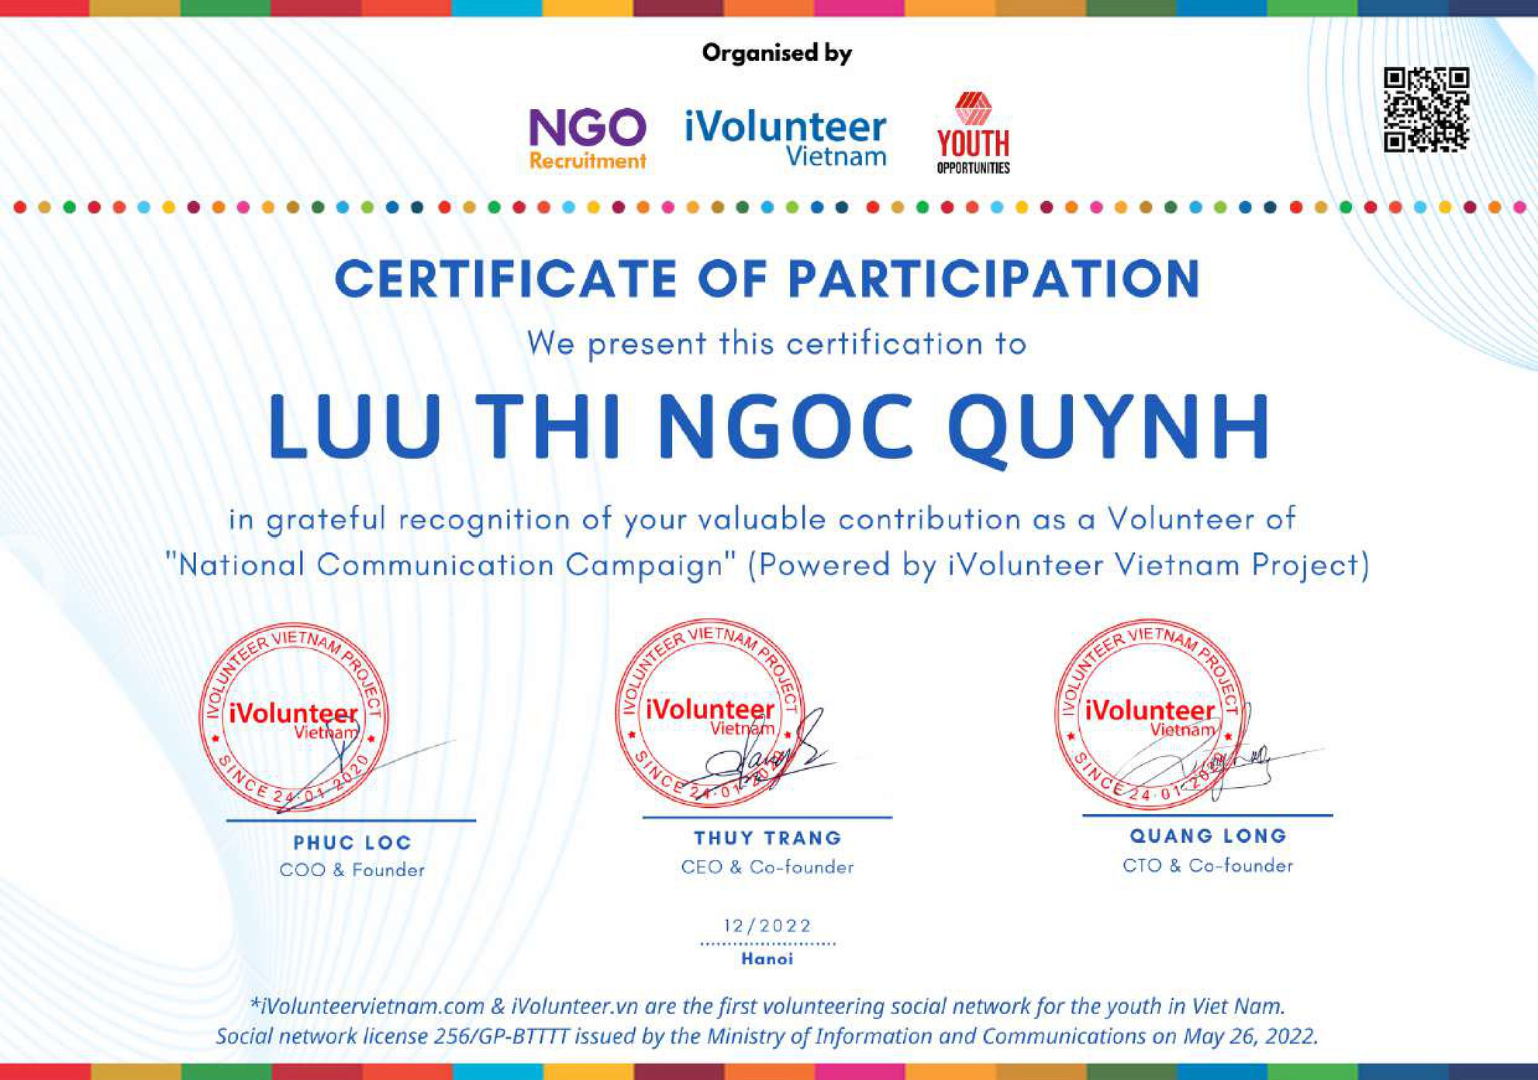 Organised by
NGO
Recruitment
iVolunteer
Vietnam
YOUTH
OPPORTUNITIES
CERTIFICATE OF PARTICIPATION
We present this certification to
LUU THI NGOC QUYNH
in grateful recognition of your valuable contribution as a Volunteer of
"National Communication Campaign" (Powered by iVolunteer Vietnam Project)
IVOLUNTEER VIETNAM PROJECT
iVolunteer
Vietnam
SINCE 24·01·2020
IVOLUNTEER VIETNAM PROJECT
iVolunteer
Vietnam
SINCE 24·01·2020
IVOLUNTEER VIETNAM PROJECT
iVolunteer
Vietnam
SINCE 24·01·2020
PHUC LOC
COO & Founder
THUY TRANG
CEO & Co-founder
QUANG LONG
CTO & Co-founder
12/2022
Hanoi
*iVolunteervietnam.com & iVolunteer.vn are the first volunteering social network for the youth in Viet Nam.
Social network license 256/GP-BTTTT issued by the Ministry of Information and Communications on May 26, 2022.